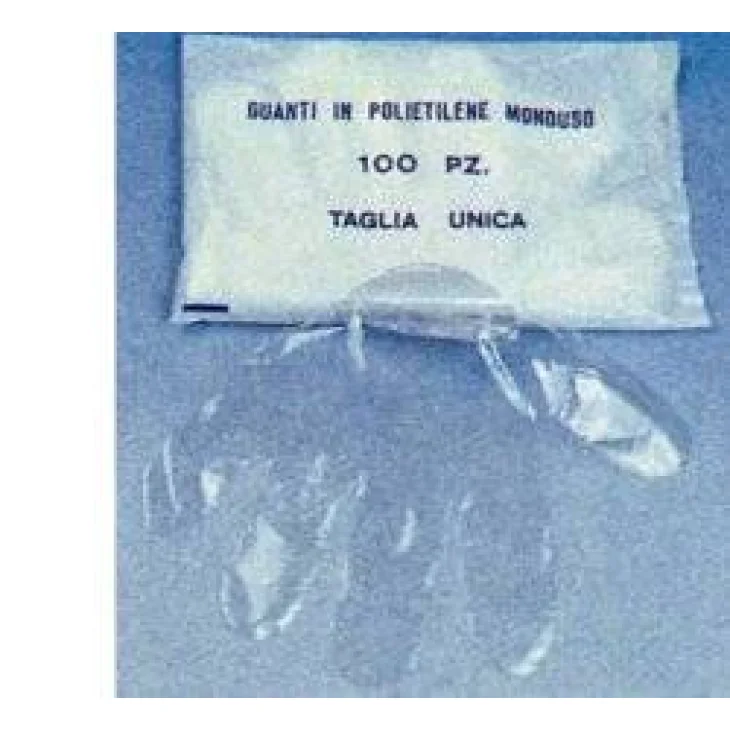 GUANTI IN POLIETILENE MONOUSO
100 PZ.
TAGLIA UNICA